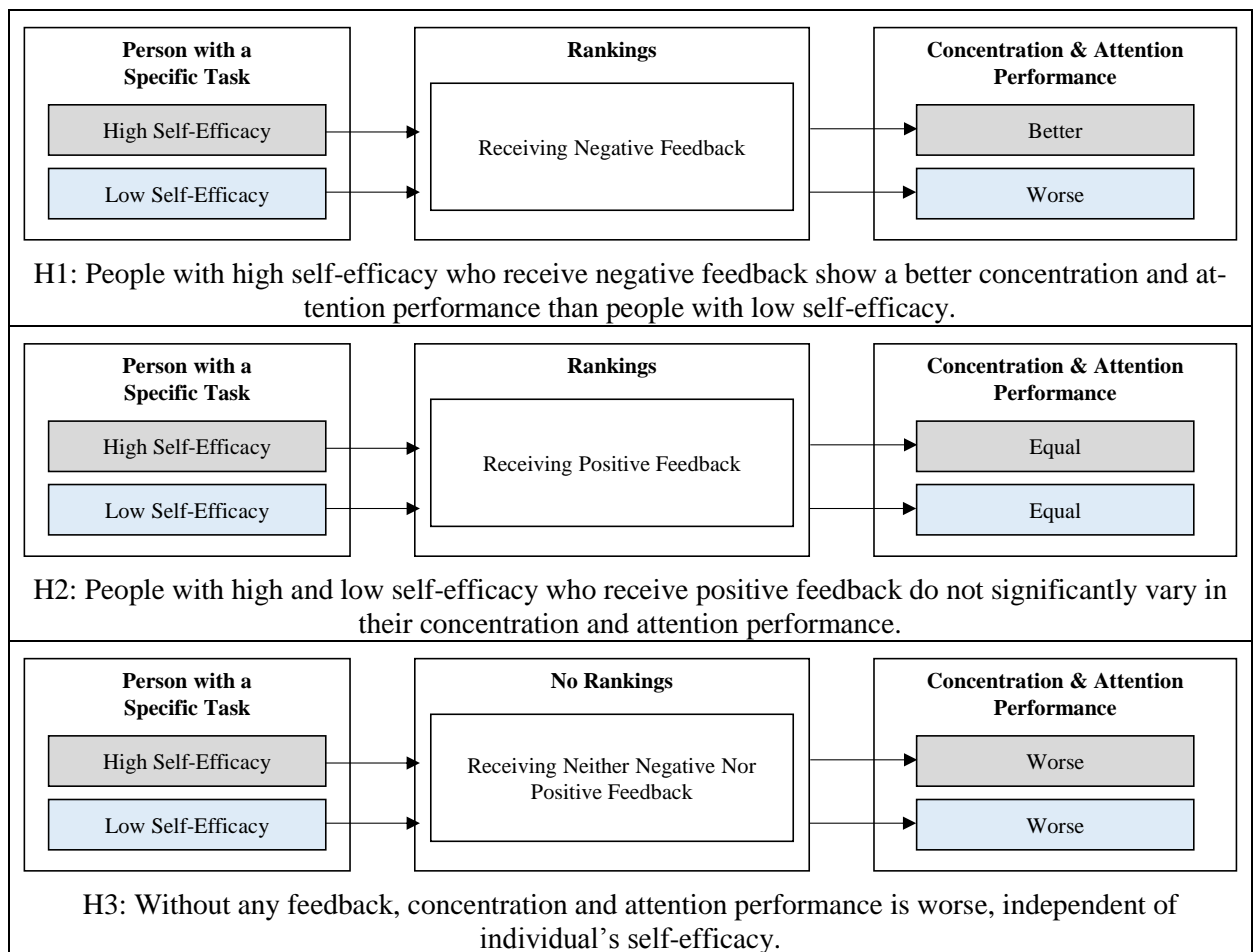 Person with a
Specific Task
High Self-Efficacy
Low Self-Efficacy
Rankings
Receiving Negative Feedback
Concentration & Attention
Performance
Better
Worse
H1: People with high self-efficacy who receive negative feedback show a better concentration and at-
tention performance than people with low self-efficacy.
Person with a
Specific Task
High Self-Efficacy
Low Self-Efficacy
Rankings
Receiving Positive Feedback
Concentration & Attention
Performance
Equal
Equal
H2: People with high and low self-efficacy who receive positive feedback do not significantly vary in
their concentration and attention performance.
Person with a
Specific Task
High Self-Efficacy
Low Self-Efficacy
No Rankings
Receiving Neither Negative Nor
Positive Feedback
Concentration & Attention
Performance
Worse
Worse
H3: Without any feedback, concentration and attention performance is worse, independent of
individual’s self-efficacy.